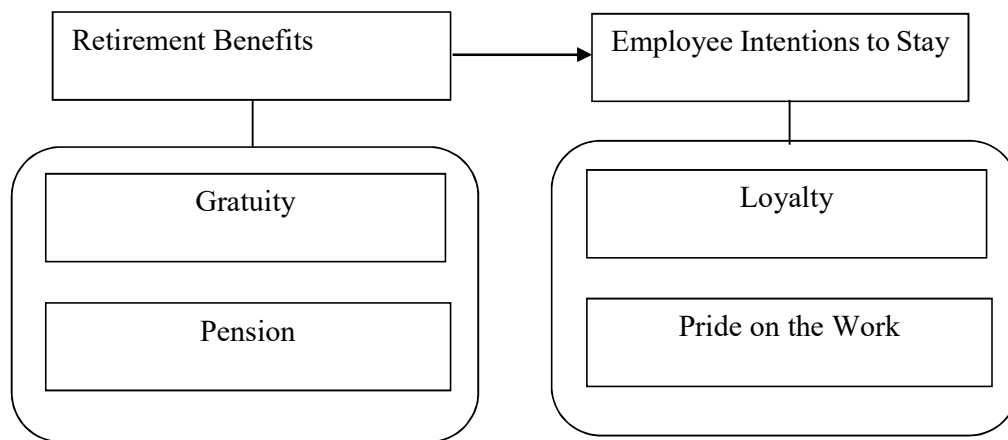 Retirement Benefits
Employee Intentions to Stay
Gratuity
Loyalty
Pension
Pride on the Work